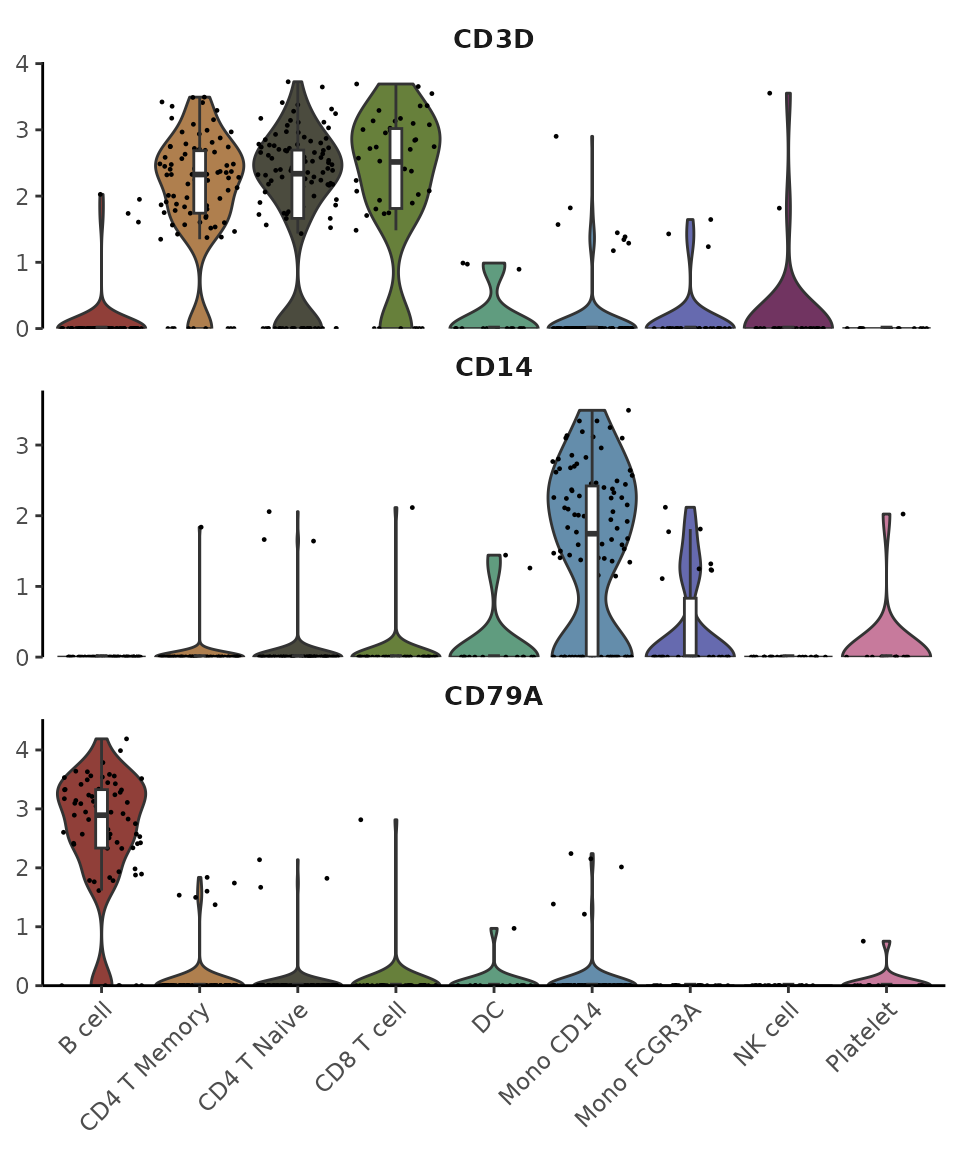 CD3D
4
3
2
1
0
CD14
3
2
1
0
CD79A
4
3
2
1
0
B cell
CD4 T Memory
CD4 T Naive
CD8 T cell
DC
Mono CD14
Mono FCGR3A
NK cell
Platelet